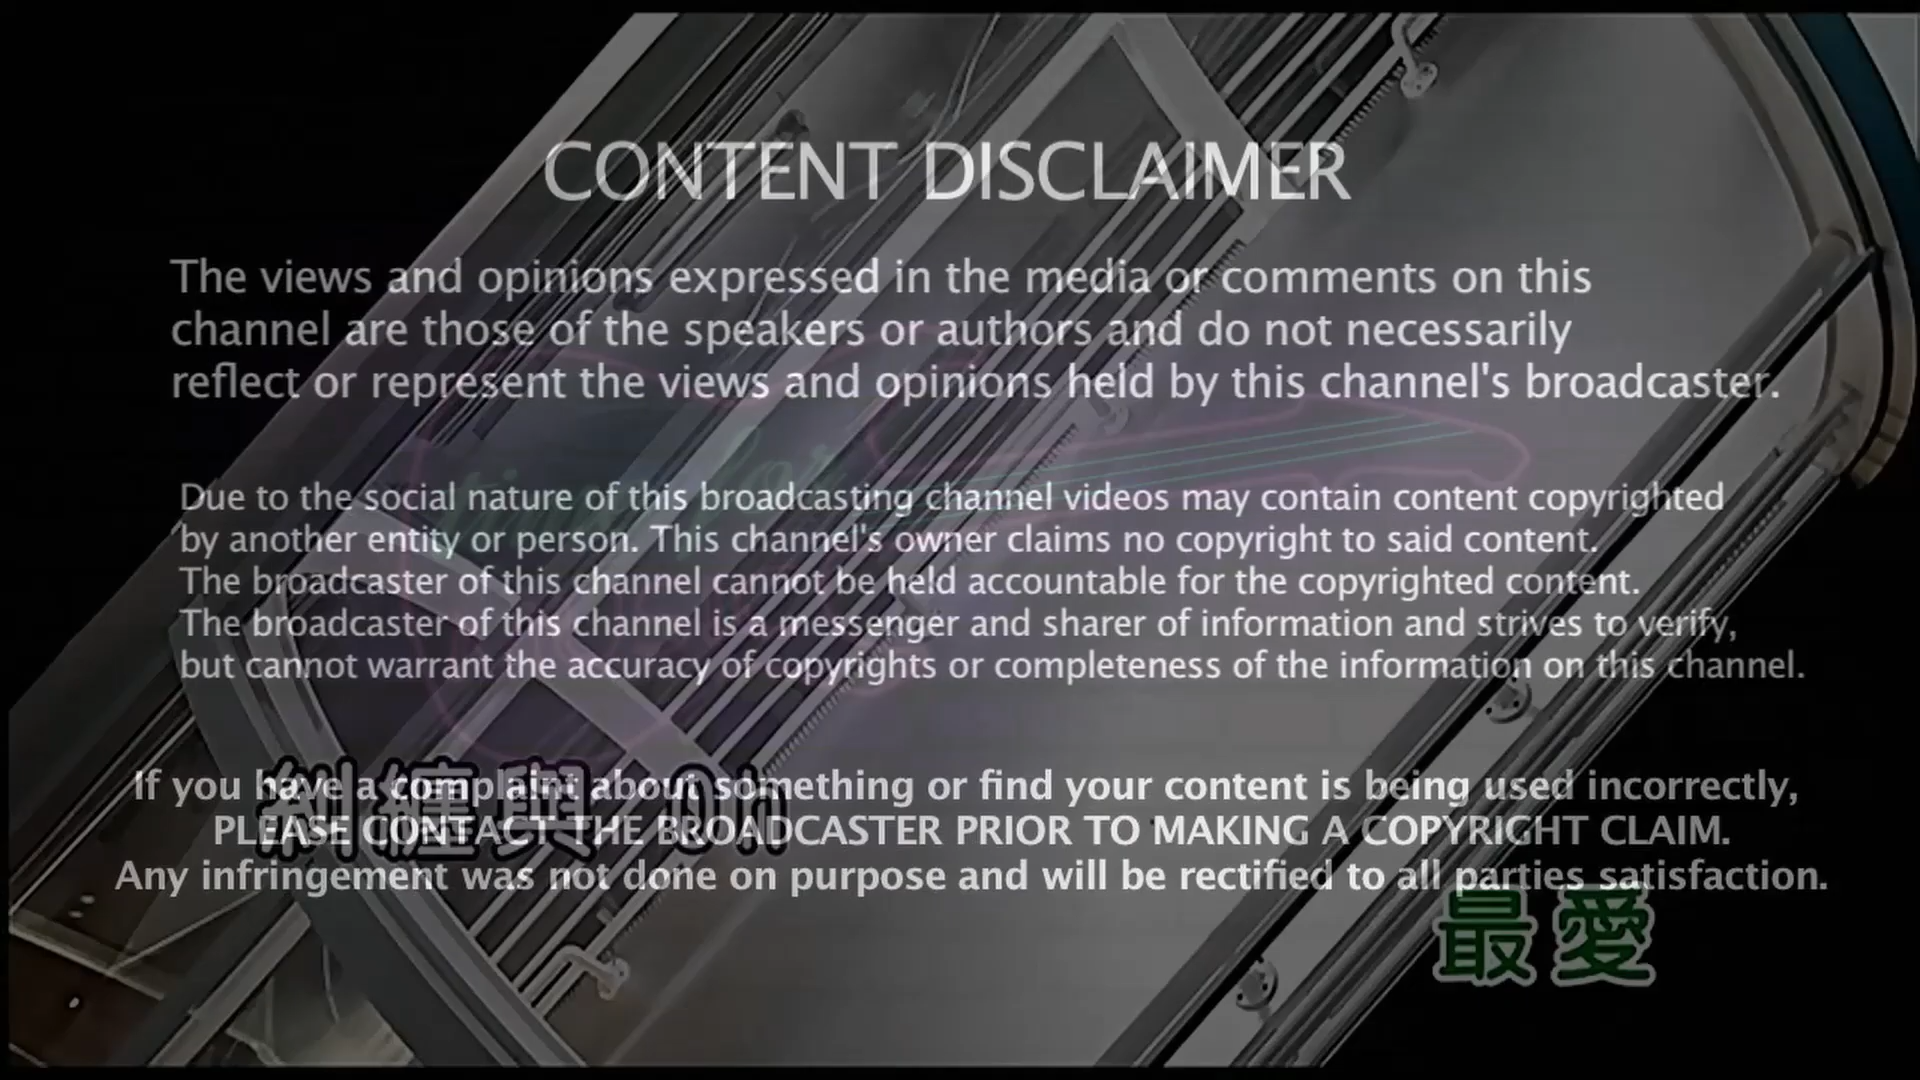 CONTENT DISCLAIMER
The views and opinions expressed in the media or comments on this
channel are those of the speakers or authors and do not necessarily
reflect or represent the views and opinions held by this channel's broadcaster.
Due to the social nature of this broadcasting channel videos may contain content copyrighted
by another entity or person. This channel's owner claims no copyright to said content.
The broadcaster of this channel cannot be held accountable for the copyrighted content.
The broadcaster of this channel is a messenger and sharer of information and strives to verify,
but cannot warrant the accuracy of copyrights or completeness of the information on this channel.
If you have a complaint about something or find your content is being used incorrectly,
糾纏與 On
PLEASE CONTACT THE BROADCASTER PRIOR TO MAKING A COPYRIGHT CLAIM.
Any infringement was not done on purpose and will be rectified to all parties satisfaction.
最愛